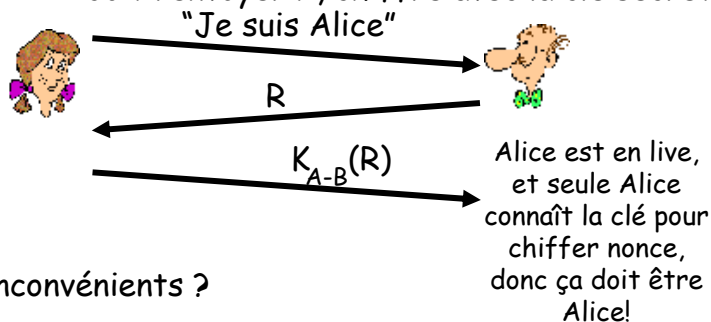 “Je suis Alice”
R
K_A-B(R)
Alice est en live,
et seule Alice
connaît la clé pour
chiffer nonce,
donc ça doit être
Alice!
nconvénients ?